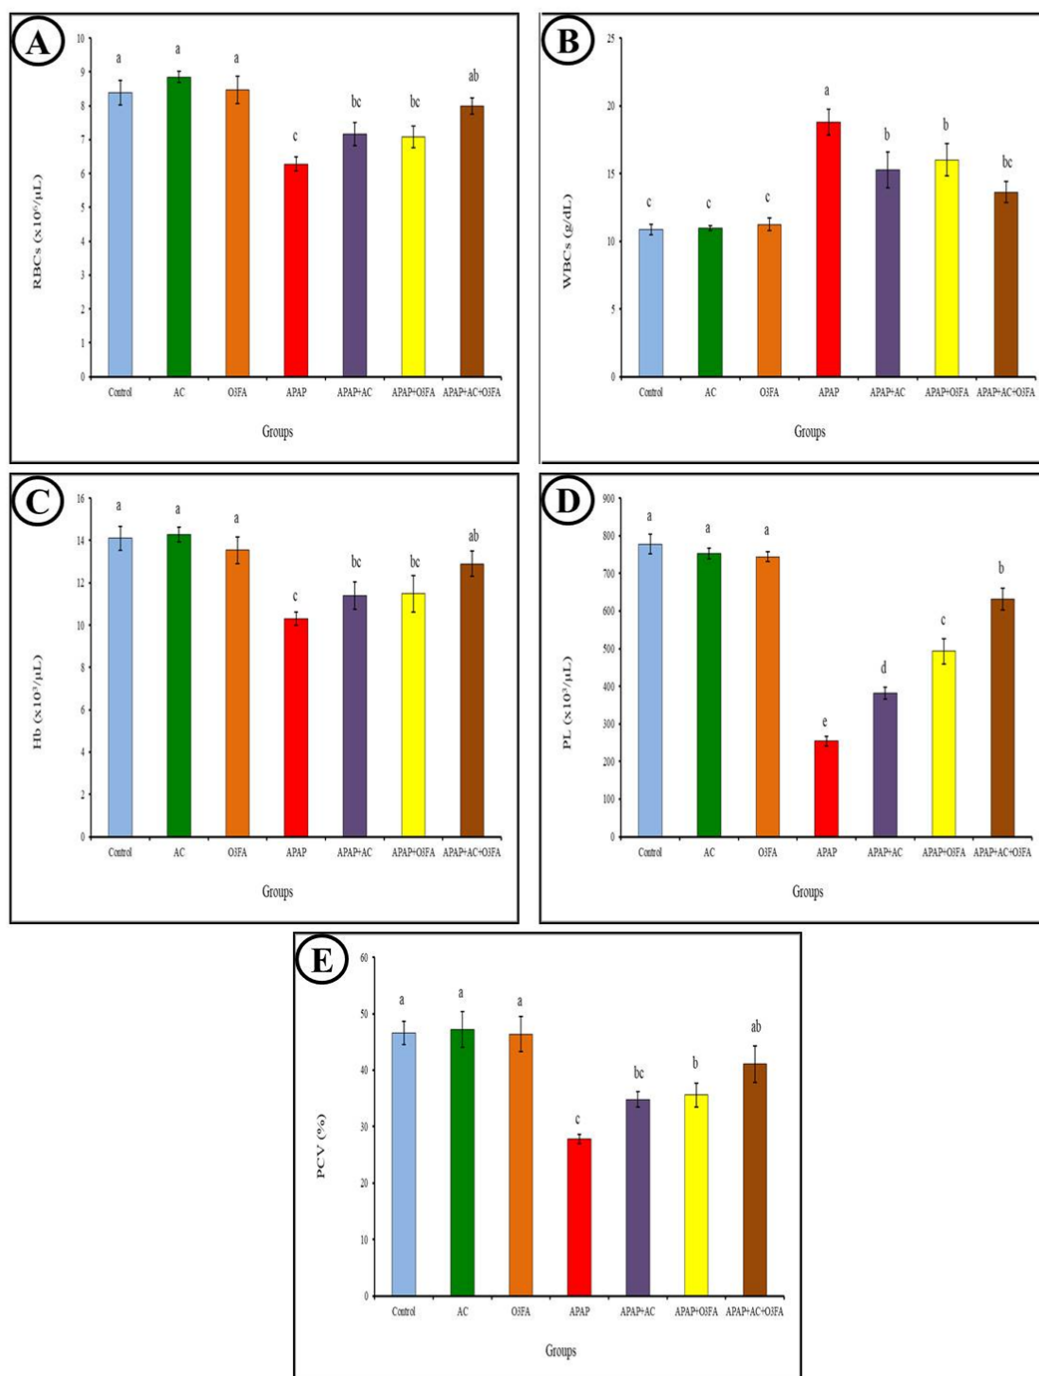 A
RBCs (x10⁶/μL)
10
9
8
7
6
5
4
3
2
1
0
a
a
a
c
bc
bc
ab
Control
AC
O3FA
APAP
APAP+AC
APAP+O3FA
APAP+AC+O3FA
Groups
B
WBCs (g/dL)
25
20
15
10
5
0
c
c
c
a
b
b
bc
Control
AC
O3FA
APAP
APAP+AC
APAP+O3FA
APAP+AC+O3FA
Groups
C
Hb (x10³/μL)
16
14
12
10
8
6
4
2
0
a
a
a
c
bc
bc
ab
Control
AC
O3FA
APAP
APAP+AC
APAP+O3FA
APAP+AC+O3FA
Groups
D
PL (x10³/μL)
900
800
700
600
500
400
300
200
100
0
a
a
a
e
d
c
b
Control
AC
O3FA
APAP
APAP+AC
APAP+O3FA
APAP+AC+O3FA
Groups
E
PCV (%)
60
50
40
30
20
10
0
a
a
a
c
bc
b
ab
Control
AC
O3FA
APAP
APAP+AC
APAP+O3FA
APAP+AC+O3FA
Groups